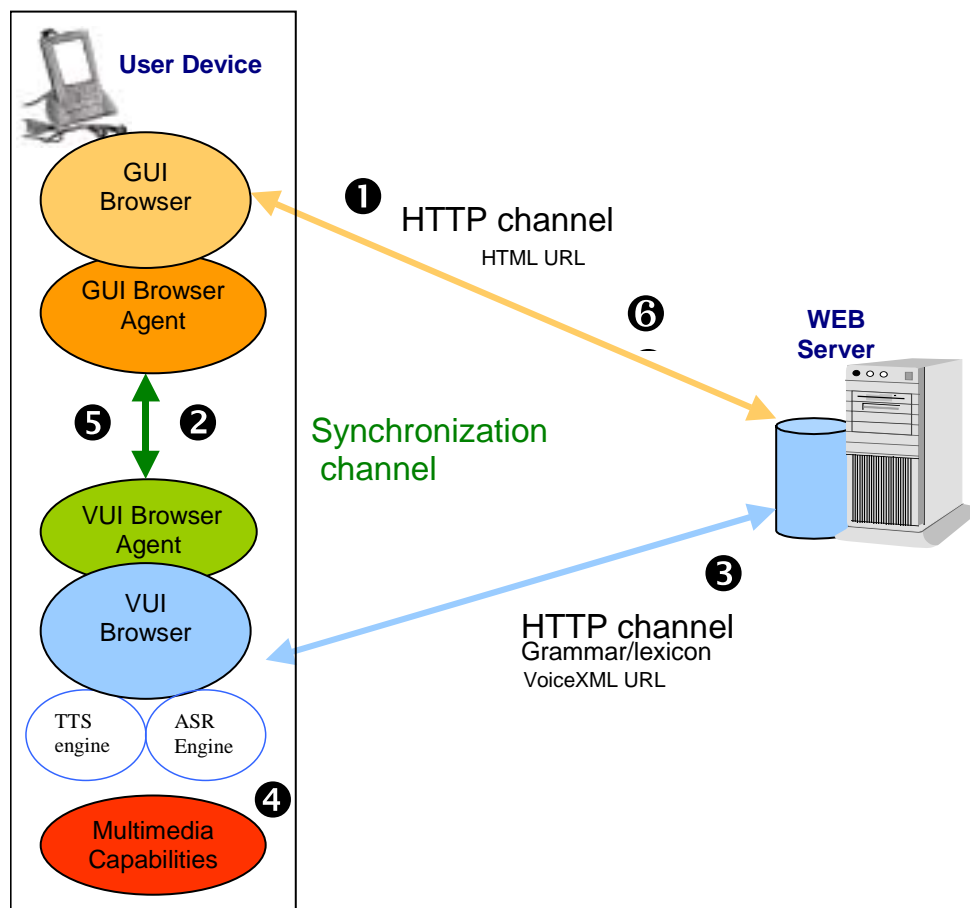 User Device
GUI
Browser
❶
HTTP channel
HTML URL
GUI Browser
Agent
❻
WEB
Server
❺
❷
Synchronization
channel
VUI Browser
Agent
❸
VUI
Browser
HTTP channel
Grammar/lexicon
VoiceXML URL
TTS
engine
ASR
Engine
❹
Multimedia
Capabilities